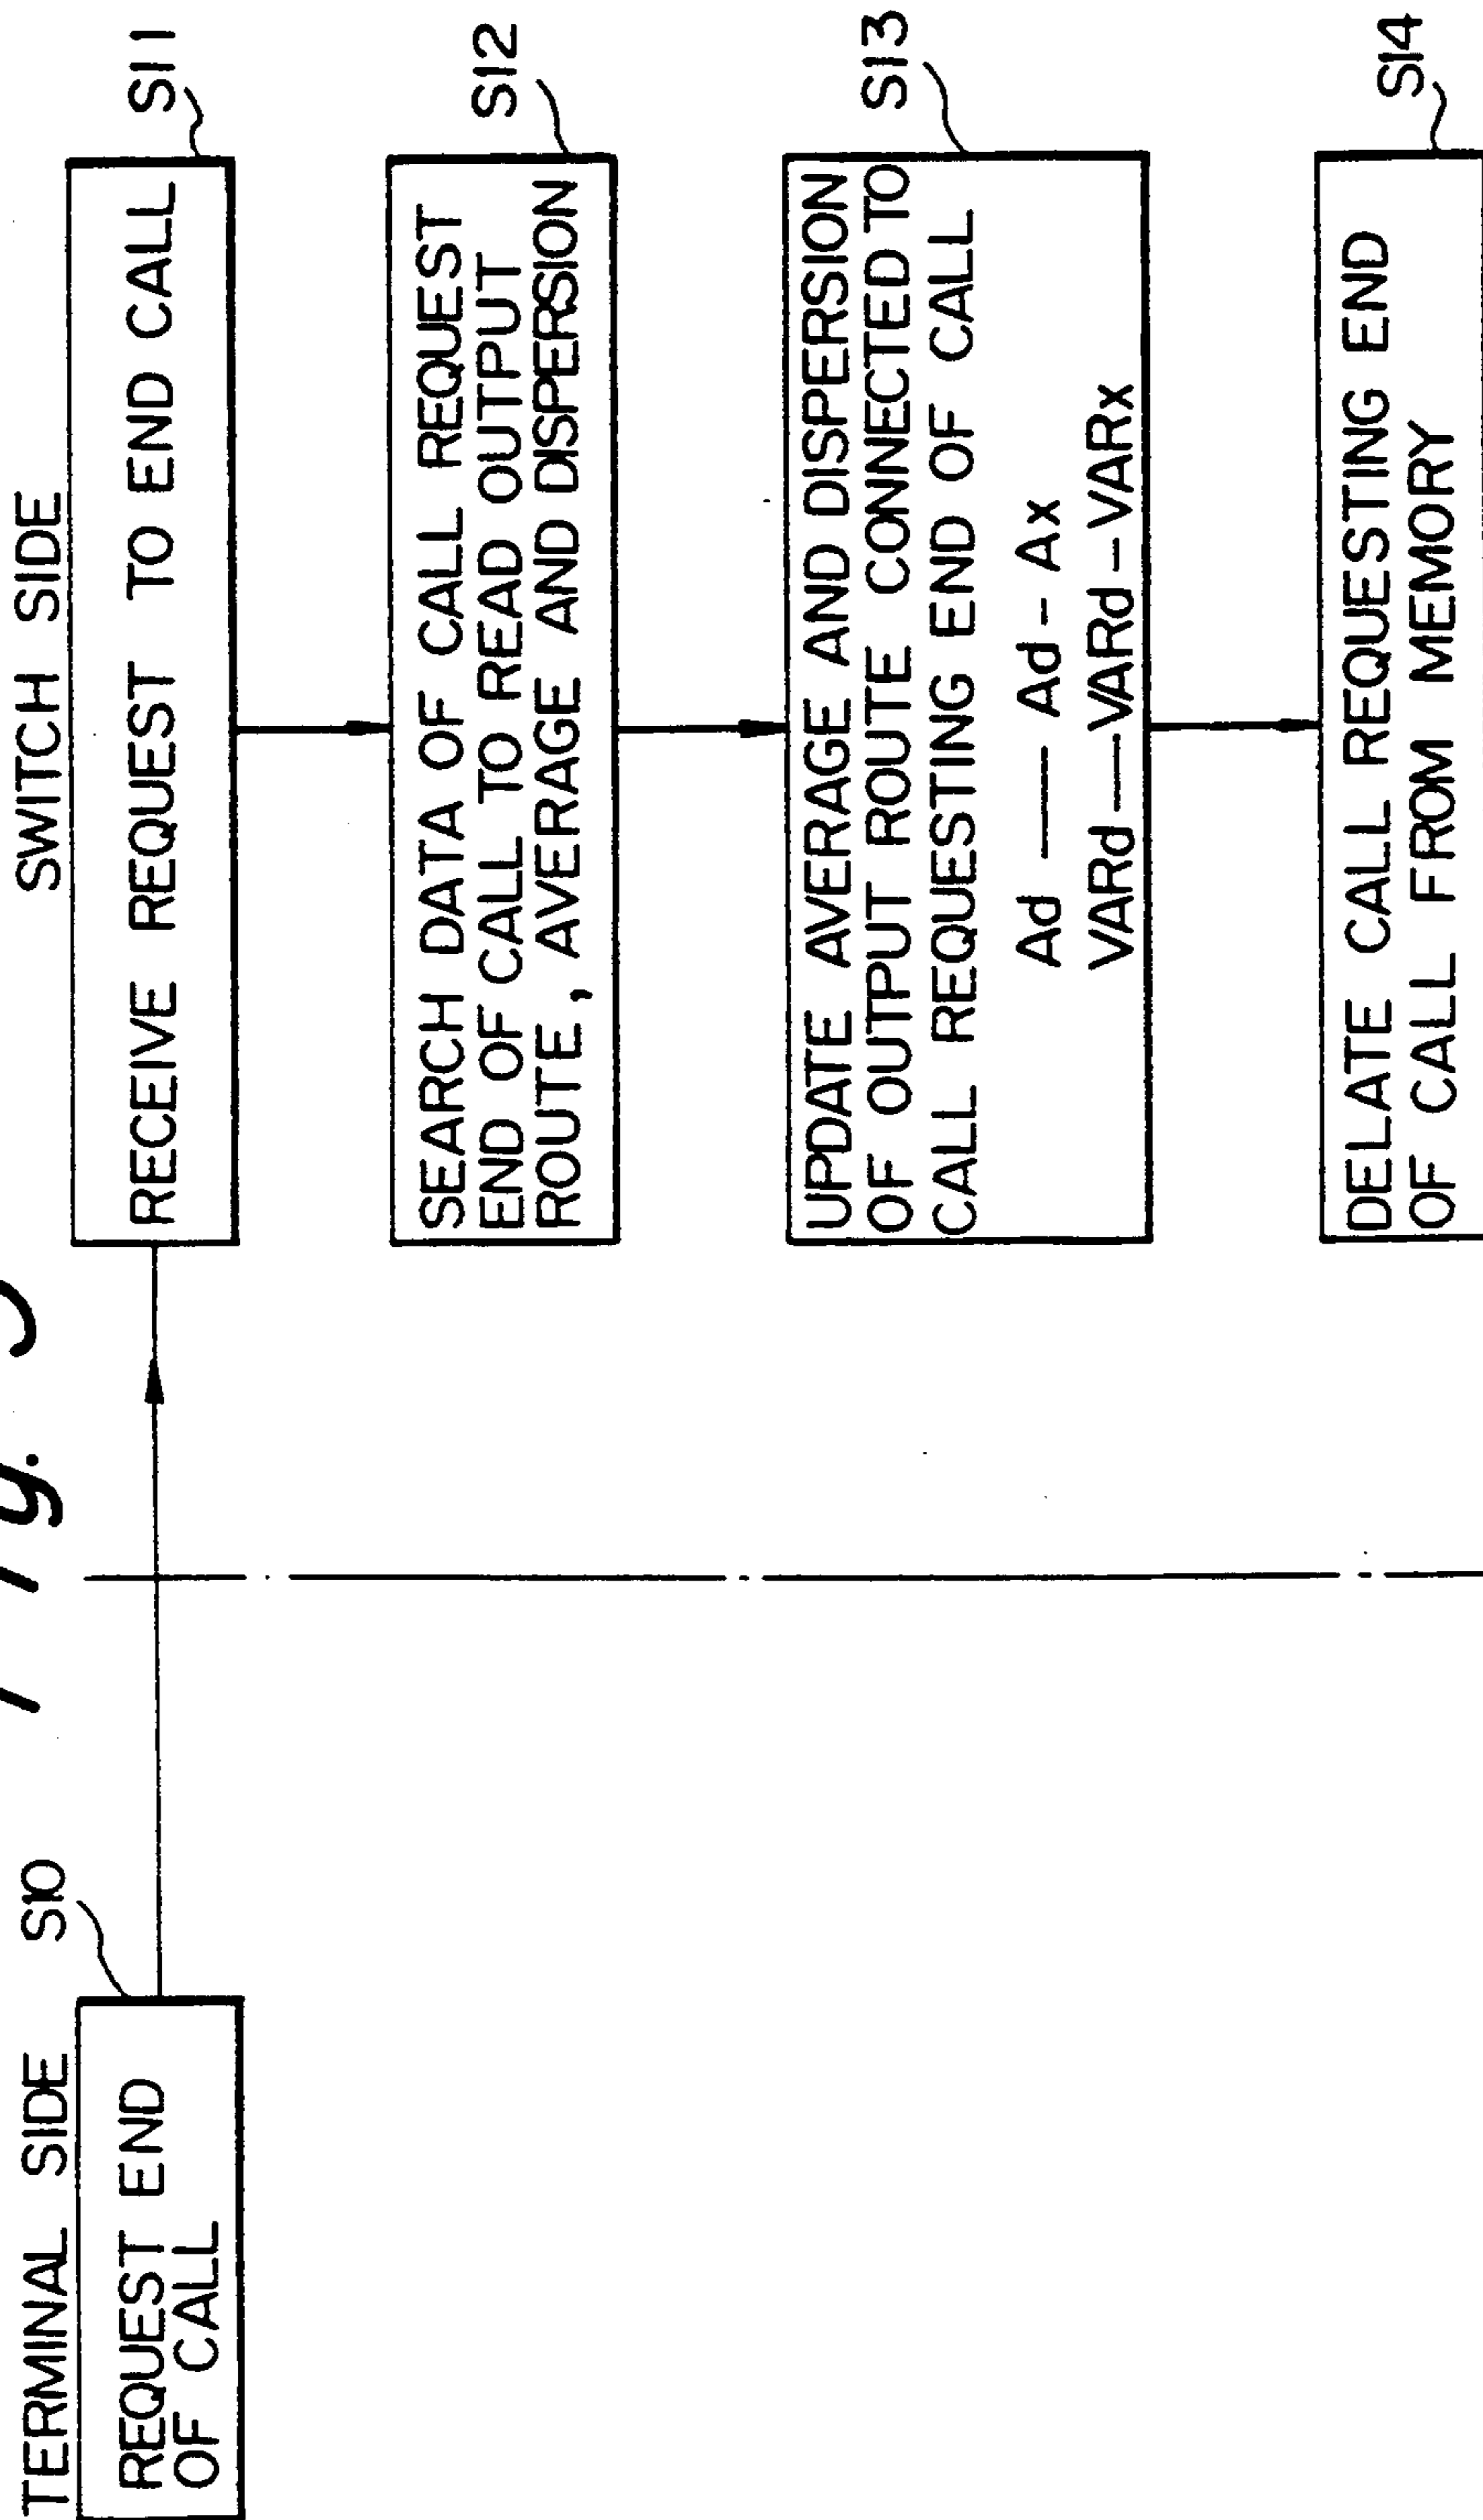 TERMINAL SIDE
S10
REQUEST END
OF CALL
SWITCH SIDE
RECEIVE REQUEST TO END CALL
S11
SEARCH DATA OF CALL REQUEST
END OF CALL TO READ OUTPUT
ROUTE, AVERAGE AND DISPERSION
S12
UPDATE AVERAGE AND DISPERSION
OF OUTPUT ROUTE CONNECTED TO
CALL REQUESTING END OF CALL
Ad — Ad - Ax
VARd — VARd - VARx
S13
DELATE CALL REQUESTING END
OF CALL FROM MEMORY
S14